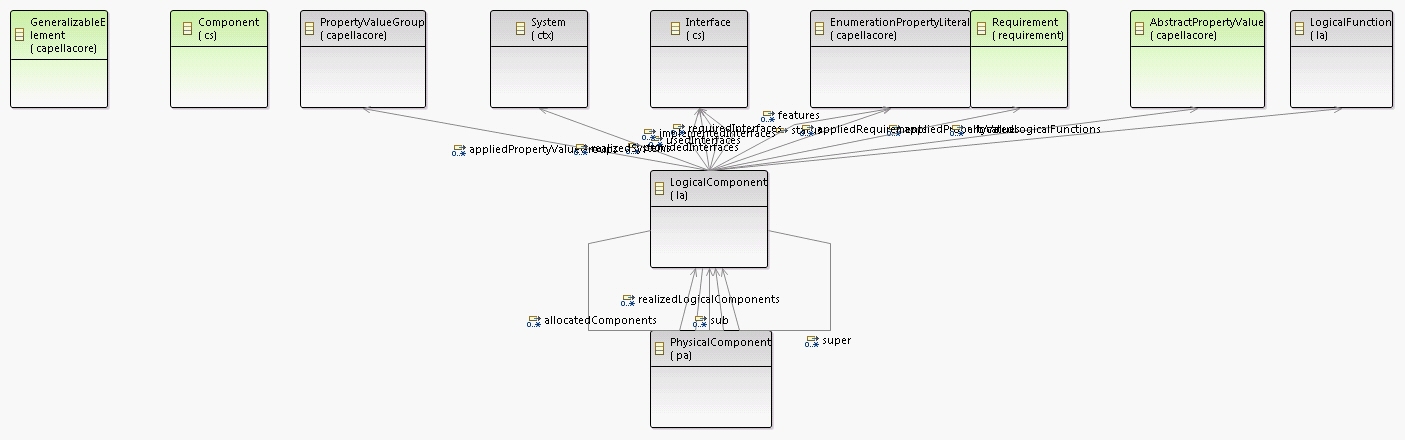 GeneralizableE
lement
( capellacore)
Component
( cs)
PropertyValueGroup
( capellacore)
System
( ctx)
Interface
( cs)
EnumerationPropertyLiteral
( capellacore)
Requirement
( requirement)
AbstractPropertyValue
( capellacore)
LogicalFunction
( la)
0..* features
0..* requiredInterfaces
0..* implementedInterfaces
0..* usedInterfaces
0..* appliedPropertyValueGroups
0..* realizedSystems
0..* providedInterfaces
status
0..* appliedRequirements
0..* appliedPropertyValues
0..* allocatedLogicalFunctions
LogicalComponent
( la)
0..* realizedLogicalComponents
0..* allocatedComponents
0..* sub
0..* super
PhysicalComponent
( pa)